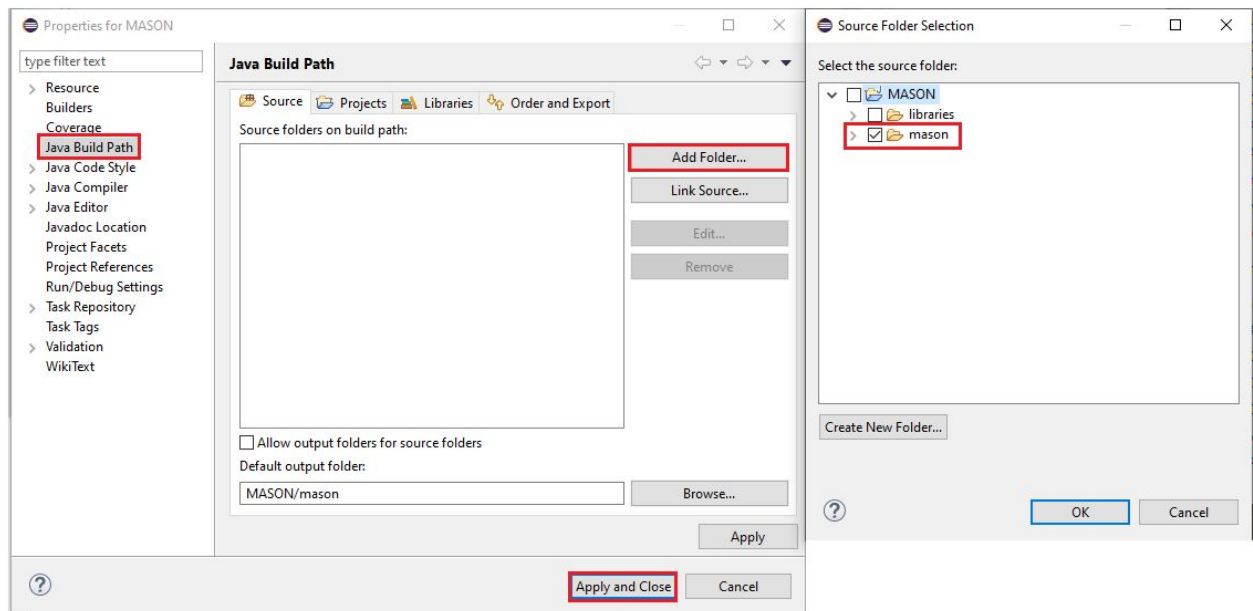 Properties for MASON
type filter text
Resource
Builders
Coverage
Java Build Path
Java Code Style
Java Compiler
Java Editor
Javadoc Location
Project Facets
Project References
Run/Debug Settings
Task Repository
Task Tags
Validation
WikiText
Java Build Path
Source Projects Libraries Order and Export
Source folders on build path:
Add Folder...
Link Source...
Edit...
Remove
Allow output folders for source folders
Default output folder:
MASON/mason Browse...
Apply
Apply and Close Cancel
Source Folder Selection
Select the source folder:
MASON
libraries
mason
Create New Folder...
OK Cancel